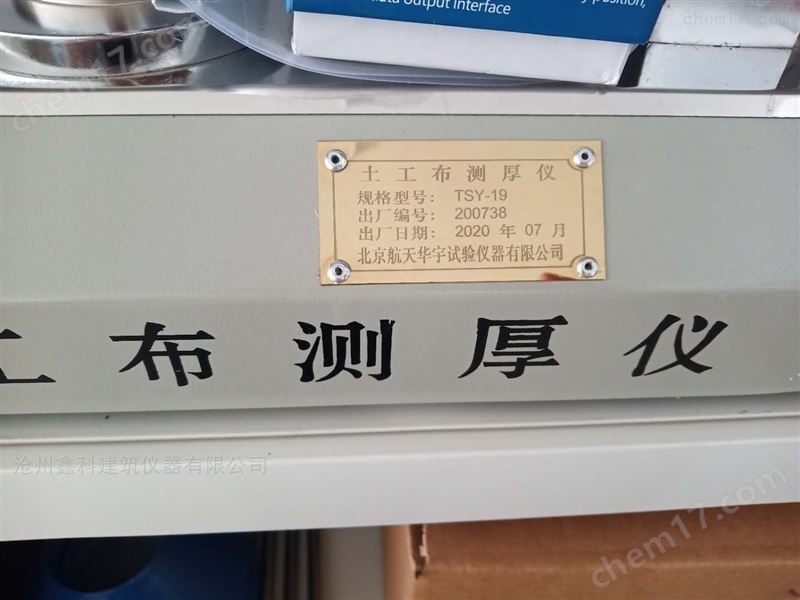 data output interface
position,
土工布测厚仪
规格型号: TSY-19
出厂编号: 200738
出厂日期: 2020 年 07 月
北京航天华宇试验仪器有限公司
工布测厚仪
沧州鑫科建筑仪器有限公司
chem17.com
chem17.com